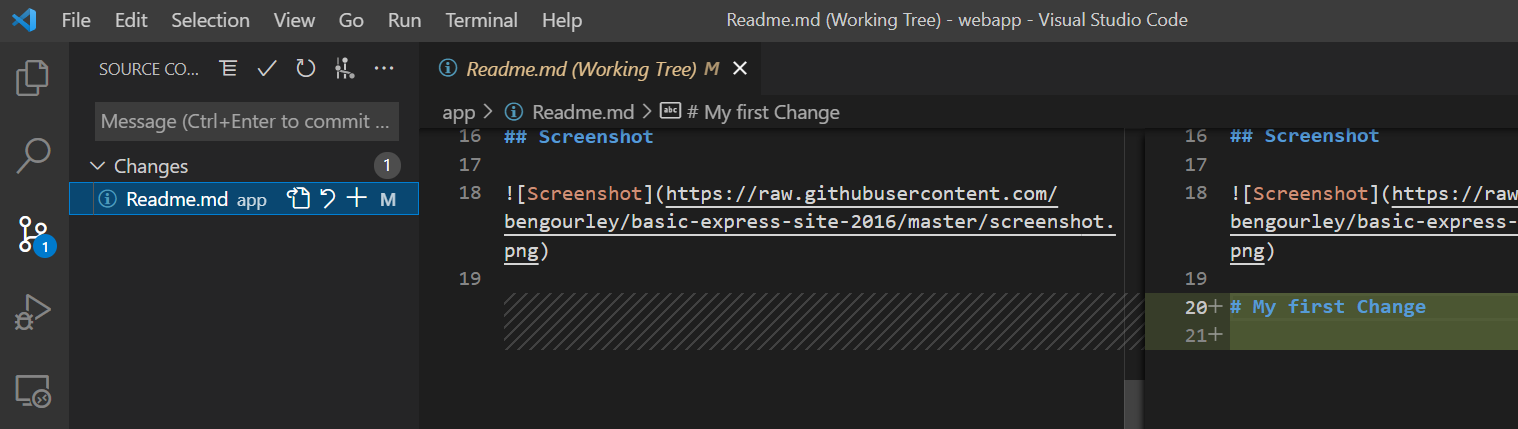 File Edit Selection View Go Run Terminal Help Readme.md (Working Tree) - webapp - Visual Studio Code
SOURCE CO...
Message (Ctrl+Enter to commit ...
Changes 1
Readme.md app M
1
Readme.md (Working Tree) M
app > Readme.md > abc # My first Change
16 ## Screenshot
17
18 ![Screenshot](https://raw.githubusercontent.com/
bengourley/basic-express-site-2016/master/screenshot.
png)
19
16 ## Screenshot
17
18 ![Screenshot](https://raw
bengourley/basic-express-
png)
19
20+ # My first Change
21+